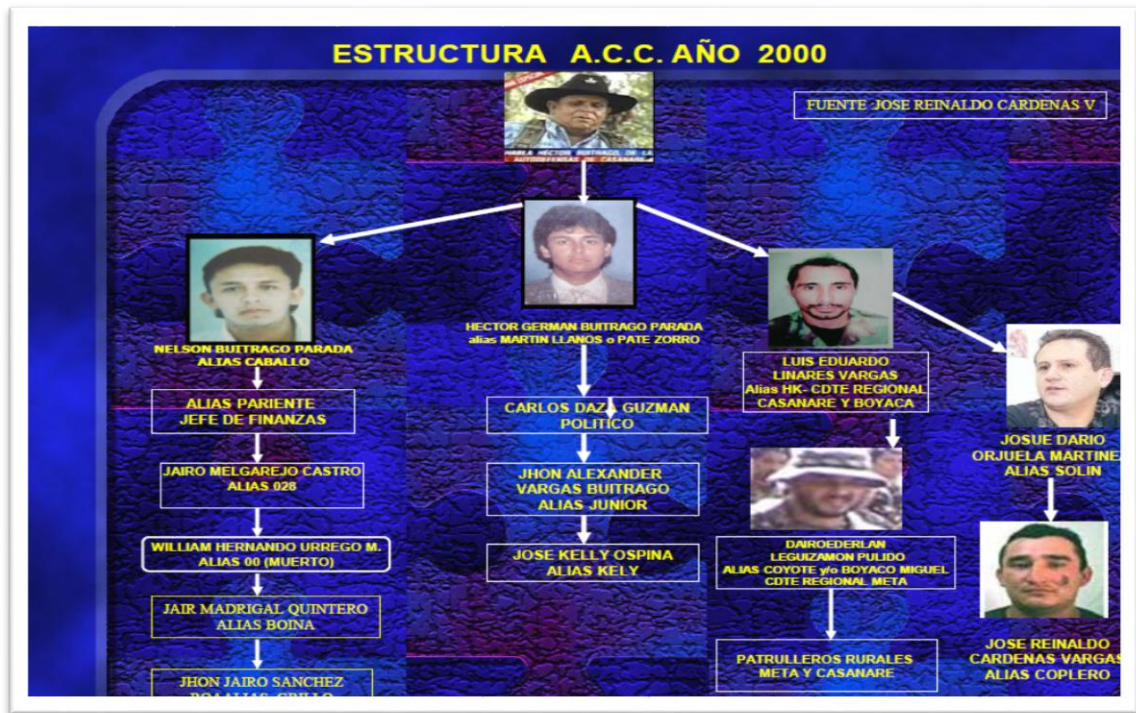 ESTRUCTURA A.C.C. AÑO 2000
FUENTE :JOSE REINALDO CARDENAS V
HABLA HECTOR BUITRAGO DE LA
AUTODEFENSAS DE CASANARE
NELSON BUITRAGO PARADA
ALIAS CABALLO
ALIAS PARIENTE
JEFE DE FINANZAS
JAIRO MELGAREJO CASTRO
ALIAS 028
WILLIAM HERNANDO URREGO M.
ALIAS 00 (MUERTO)
JAIR MADRIGAL QUINTERO
ALIAS BOINA
JHON JAIRO SANCHEZ
HECTOR GERMAN BUITRAGO PARADA
alias MARTIN LLANOS o PATE ZORRO
CARLOS DAZA GUZMAN
POLITICO
JHON ALEXANDER
VARGAS BUITRAGO
ALIAS JUNIOR
JOSE KELLY OSPINA
ALIAS KELY
LUIS EDUARDO
LINARES VARGAS
Alias HK- CDTE REGIONAL
CASANARE Y BOYACA
DAIROEDERLAN
LEGUIZAMON PULIDO
ALIAS COYOTE y/o BOYACO MIGUEL
CDTE REGIONAL META
PATRULLEROS RURALES
META Y CASANARE
JOSUE DARIO
ORJUELA MARTINE
ALIAS SOLIN
JOSE REINALDO
CARDENAS VARGAS
ALIAS COPLERO